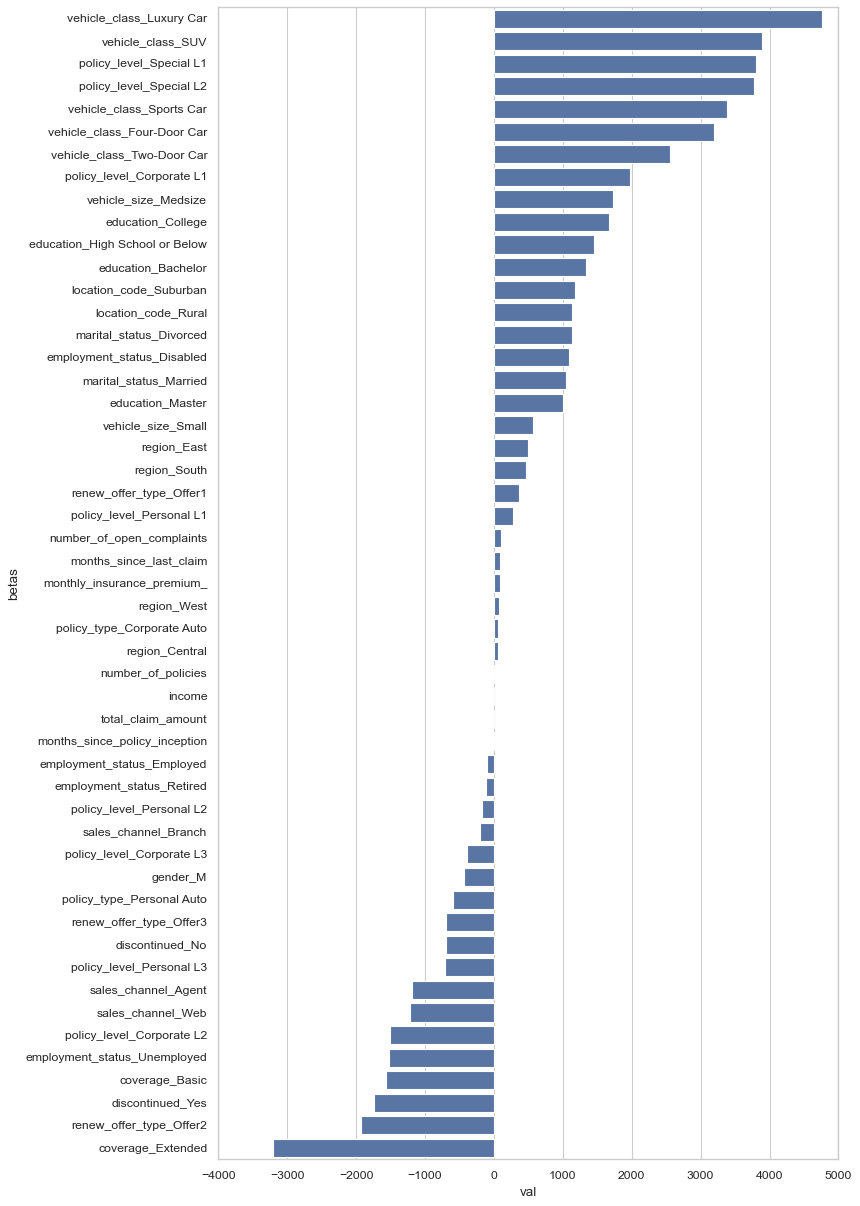 vehicle_class_Luxury Car
vehicle_class_SUV
policy_level_Special L1
policy_level_Special L2
vehicle_class_Sports Car
vehicle_class_Four-Door Car
vehicle_class_Two-Door Car
policy_level_Corporate L1
vehicle_size_Medsize
education_College
education_High School or Below
education_Bachelor
location_code_Suburban
location_code_Rural
marital_status_Divorced
employment_status_Disabled
marital_status_Married
education_Master
vehicle_size_Small
region_East
region_South
renew_offer_type_Offer1
policy_level_Personal L1
number_of_open_complaints
months_since_last_claim
monthly_insurance_premium_
region_West
policy_type_Corporate Auto
region_Central
number_of_policies
income
total_claim_amount
months_since_policy_inception
employment_status_Employed
employment_status_Retired
policy_level_Personal L2
sales_channel_Branch
policy_level_Corporate L3
gender_M
policy_type_Personal Auto
renew_offer_type_Offer3
discontinued_No
policy_level_Personal L3
sales_channel_Agent
sales_channel_Web
policy_level_Corporate L2
employment_status_Unemployed
coverage_Basic
discontinued_Yes
renew_offer_type_Offer2
coverage_Extended
betas
−4000 −3000 −2000 −1000 0 1000 2000 3000 4000 5000
val